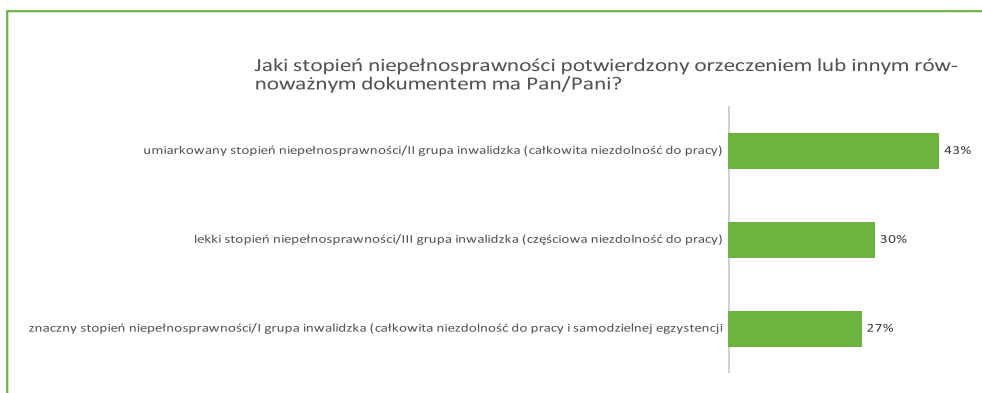 Jaki stopień niepełnosprawności potwierdzony orzeczeniem lub innym rów-
noważnym dokumentem ma Pan/Pani?
umiarkowany stopień niepełnosprawności/II grupa inwalidzka (całkowita niezdolność do pracy)
43%
lekki stopień niepełnosprawności/III grupa inwalidzka (częściowa niezdolność do pracy)
30%
znaczny stopień niepełnosprawności/I grupa inwalidzka (całkowita niezdolność do pracy i samodzielnej egzystencji
27%